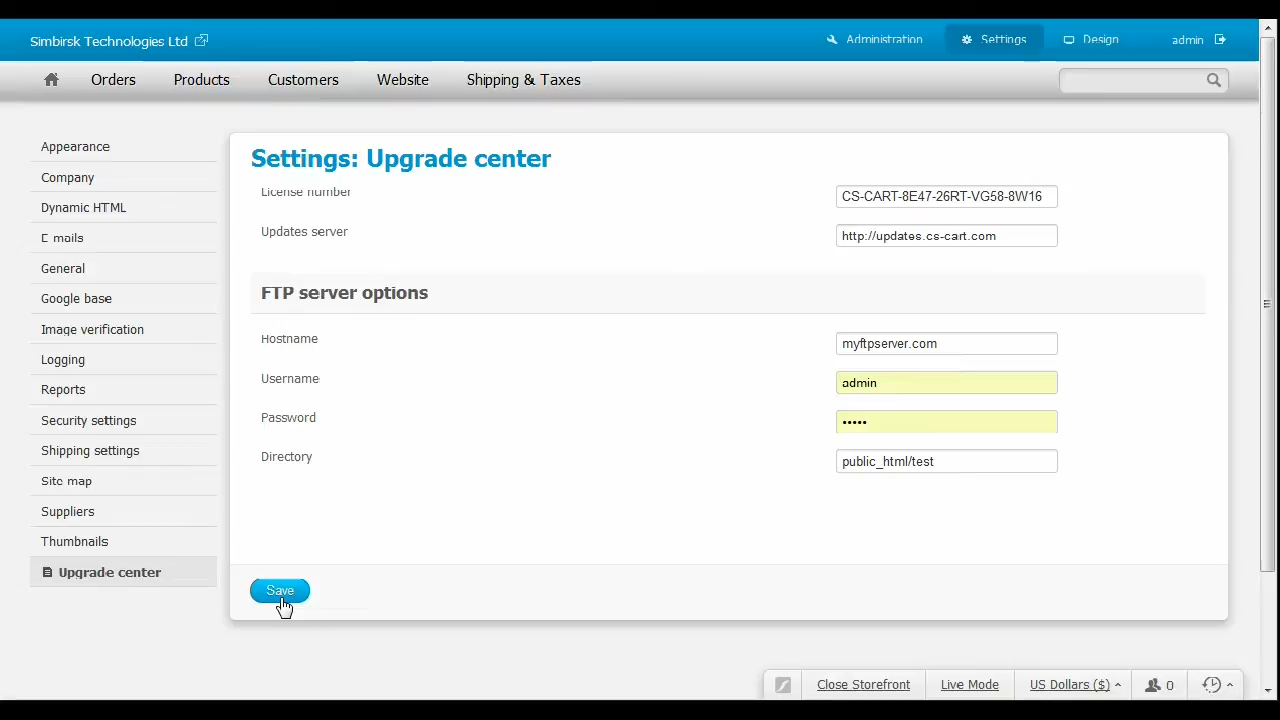 Simbirsk Technologies Ltd
Administration
Settings
Design
admin
Orders
Products
Customers
Website
Shipping & Taxes
Appearance
Company
Dynamic HTML
E-mails
General
Google base
Image verification
Logging
Reports
Security settings
Shipping settings
Site map
Suppliers
Thumbnails
Upgrade center
Settings: Upgrade center
License number
CS-CART-8E47-26RT-VG58-8W16
Updates server
http://updates.cs-cart.com
FTP server options
Hostname
myftpserver.com
Username
admin
Password
•••••
Directory
public_html/test
Save
Close Storefront
Live Mode
US Dollars ($)
0